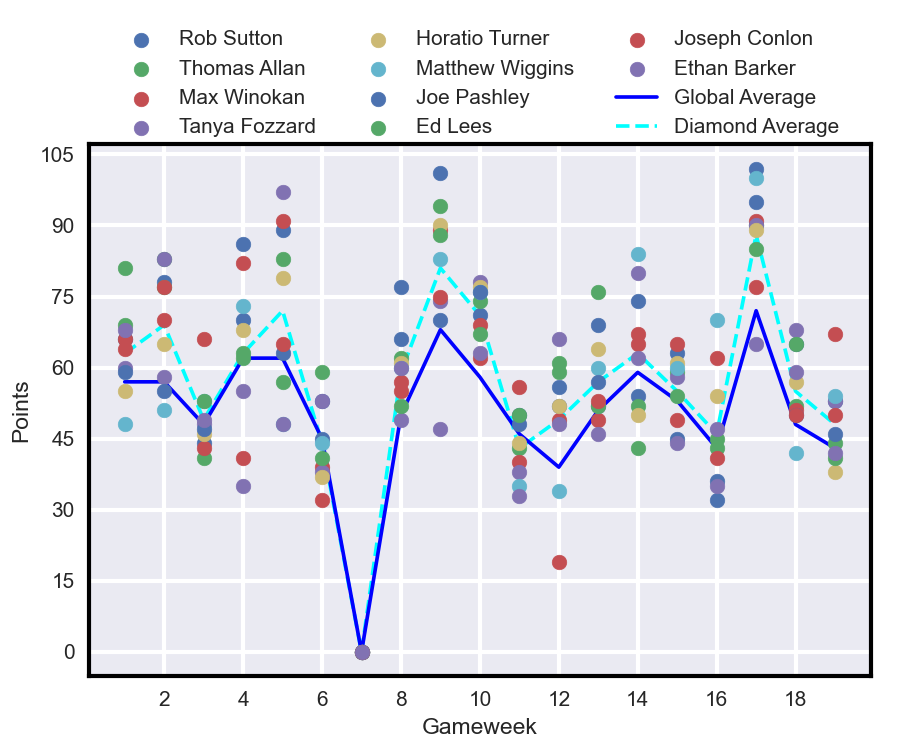 Rob Sutton
Thomas Allan
Max Winokan
Tanya Fozzard
Horatio Turner
Matthew Wiggins
Joe Pashley
Ed Lees
Joseph Conlon
Ethan Barker
Global Average
Diamond Average
105
90
75
60
45
30
15
0
Points
2 4 6 8 10 12 14 16 18
Gameweek